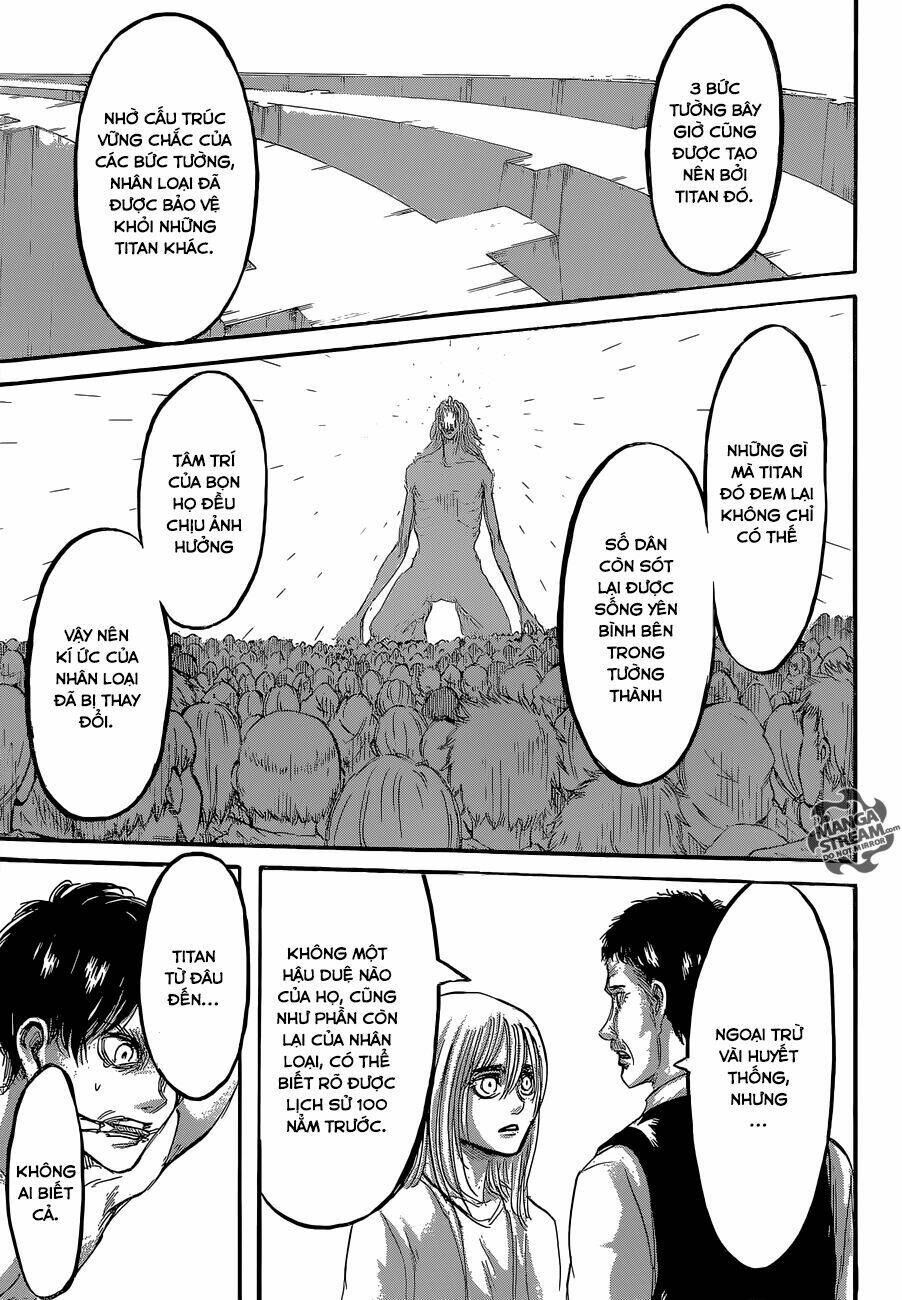 3 BỨC
TƯỜNG BÂY
GIỜ CŨNG
ĐƯỢC TẠO
NÊN BỞI
TITAN ĐÓ.
NHỜ CẤU TRÚC
VỮNG CHẮC CỦA
CÁC BỨC TƯỜNG,
NHÂN LOẠI ĐÃ
ĐƯỢC BẢO VỆ
KHỎI NHỮNG
TITAN KHÁC.
NHỮNG GÌ
MÀ TITAN
ĐÓ ĐEM LẠI
KHÔNG CHỈ
CÓ THẾ
SỐ DÂN
CÒN SÓT
LẠI ĐƯỢC
SỐNG YÊN
BÌNH BÊN
TRONG
TƯỜNG
THÀNH
TÂM TRÍ
CỦA BỌN
HỌ ĐỀU
CHỊU ẢNH
HƯỞNG
VẬY NÊN
KÍ ỨC CỦA
NHÂN LOẠI
ĐÃ BỊ THAY
ĐỔI.
MANGA
STREAM.com
DO NOT MIRROR
NGOẠI TRỪ
VÀI HUYẾT
THỐNG,
NHƯNG
...
KHÔNG MỘT
HẬU DUỆ NÀO
CỦA HỌ, CŨNG
NHƯ PHẦN CÒN
LẠI CỦA NHÂN
LOẠI, CÓ THỂ
BIẾT RÕ ĐƯỢC
LỊCH SỬ 100
NẲM TRƯỚC.
TITAN
TỪ ĐÂU
ĐẾN...
KHÔNG
AI BIẾT
CẢ.